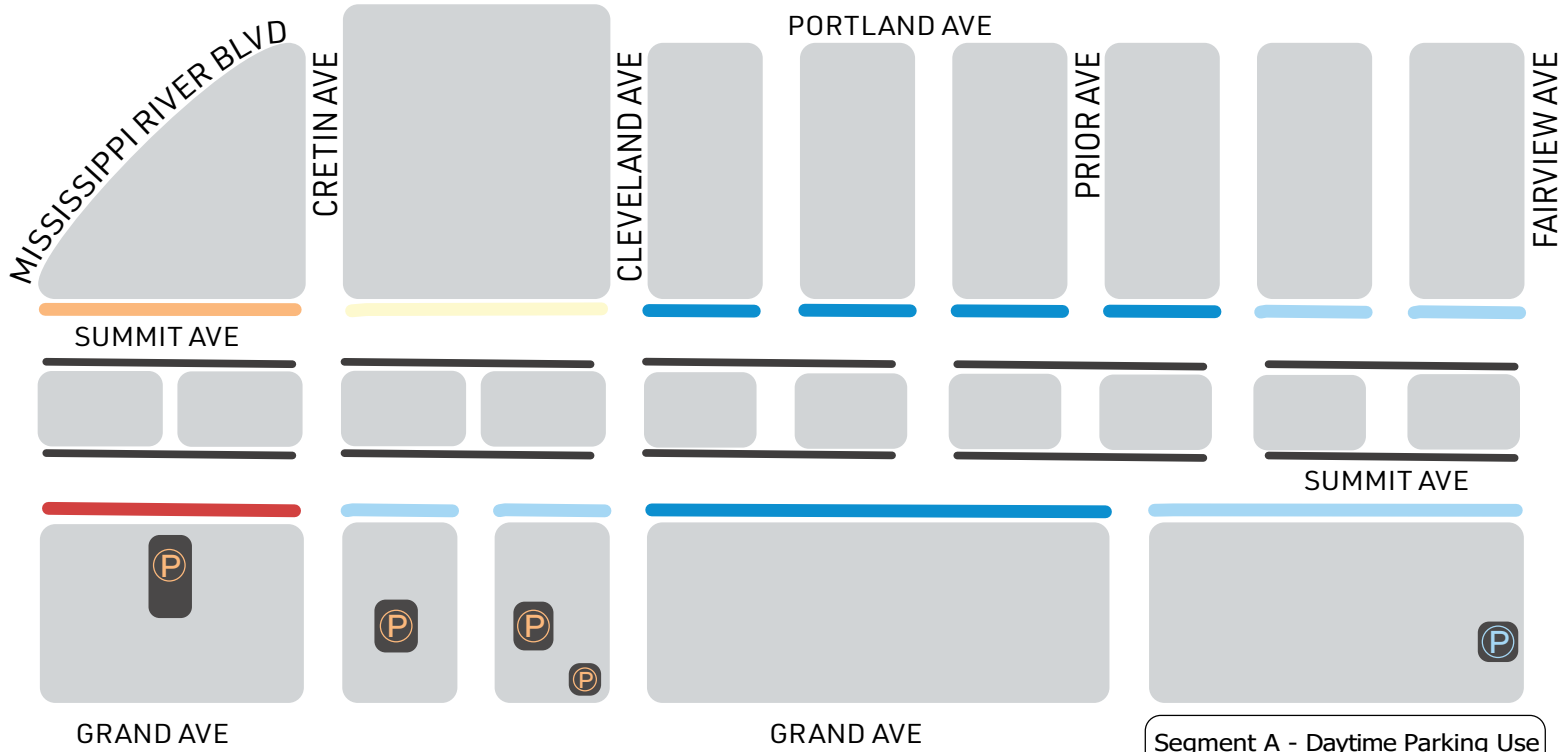 PORTLAND AVE
MISSISSIPPI RIVER BLVD
CRETIN AVE
CLEVELAND AVE
PRIOR AVE
FAIRVIEW AVE
SUMMIT AVE
SUMMIT AVE
P
P
P
P
P
GRAND AVE
GRAND AVE
Segment A - Daytime Parking Use